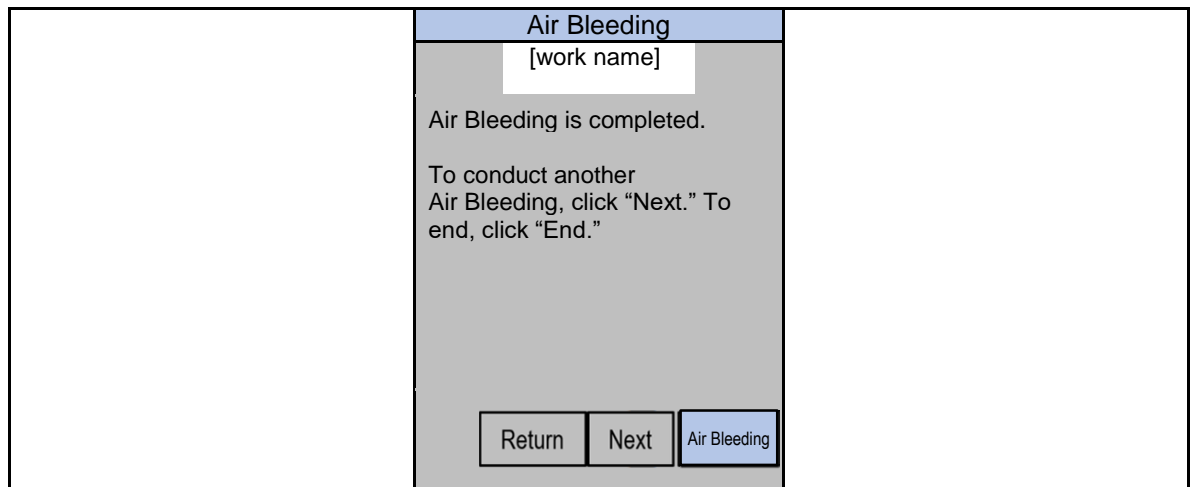 Air Bleeding
[work name]
Air Bleeding is completed.
To conduct another
Air Bleeding, click “Next.” To
end, click “End.”
Return
Next
Air Bleeding